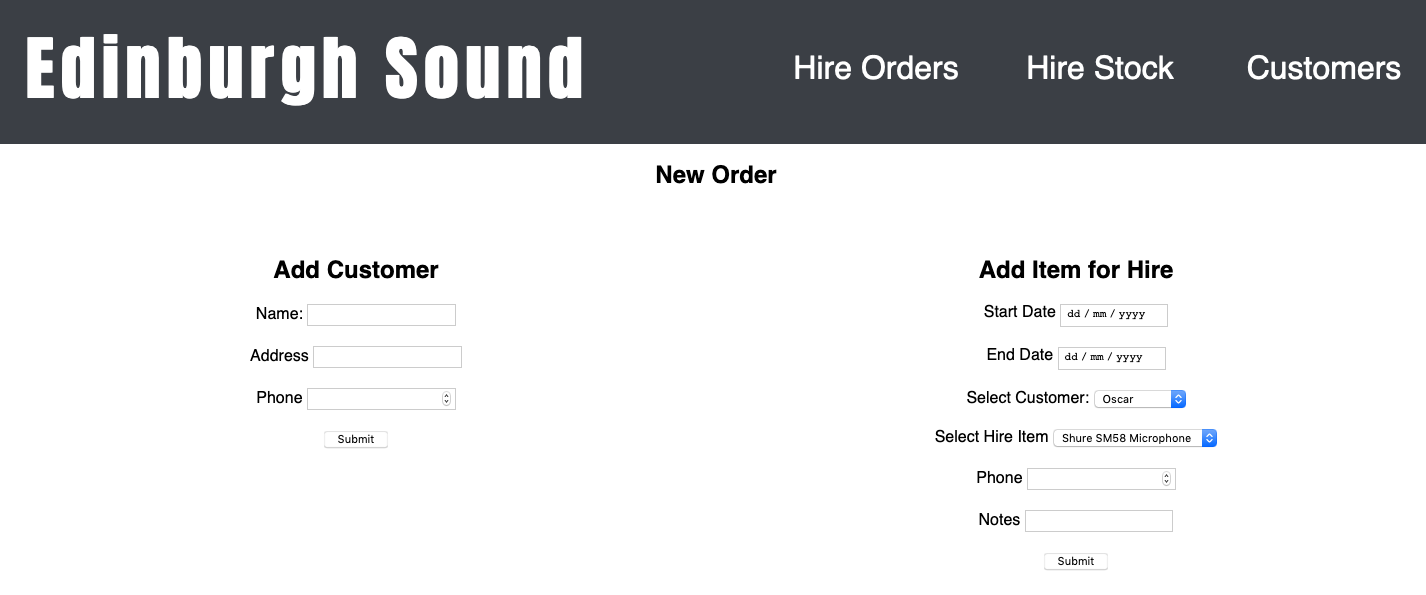 Edinburgh Sound
Hire Orders Hire Stock Customers
New Order
Add Customer
Name:
Address
Phone
Submit
Add Item for Hire
Start Date dd / mm / yyyy
End Date dd / mm / yyyy
Select Customer: Oscar
Select Hire Item Shure SM58 Microphone
Phone
Notes
Submit